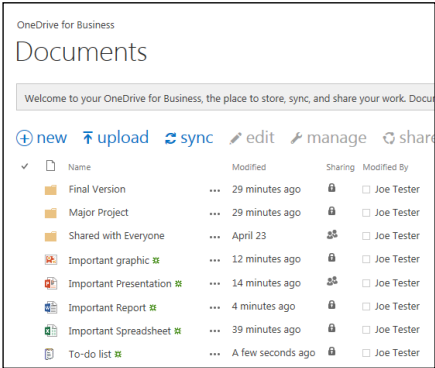 OneDrive for Business
Documents
Welcome to your OneDrive for Business, the place to store, sync, and share your work. Docu
new upload sync edit manage share
Name Modified Sharing Modified By
Final Version ... 29 minutes ago Joe Tester
Major Project ... 29 minutes ago Joe Tester
Shared with Everyone ... April 23 Joe Tester
Important graphic ... 12 minutes ago Joe Tester
Important Presentation ... 14 minutes ago Joe Tester
Important Report ... 4 minutes ago Joe Tester
Important Spreadsheet ... 39 minutes ago Joe Tester
To-do list ... A few seconds ago Joe Tester